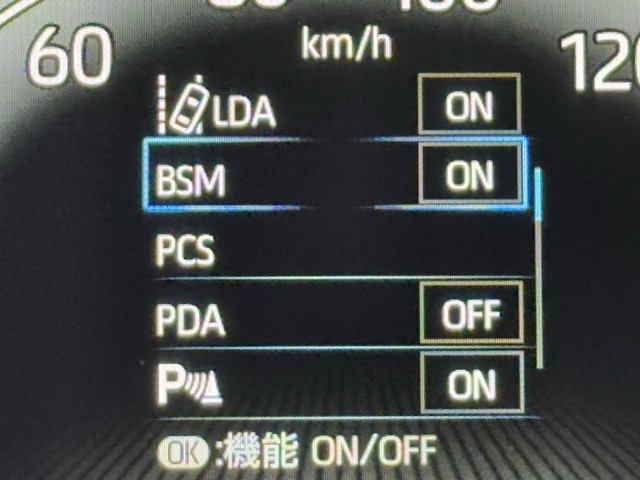 60
km/h
120
LDA ON
BSM ON
PCS
PDA OFF
P ON
OK :機能 ON/OFF